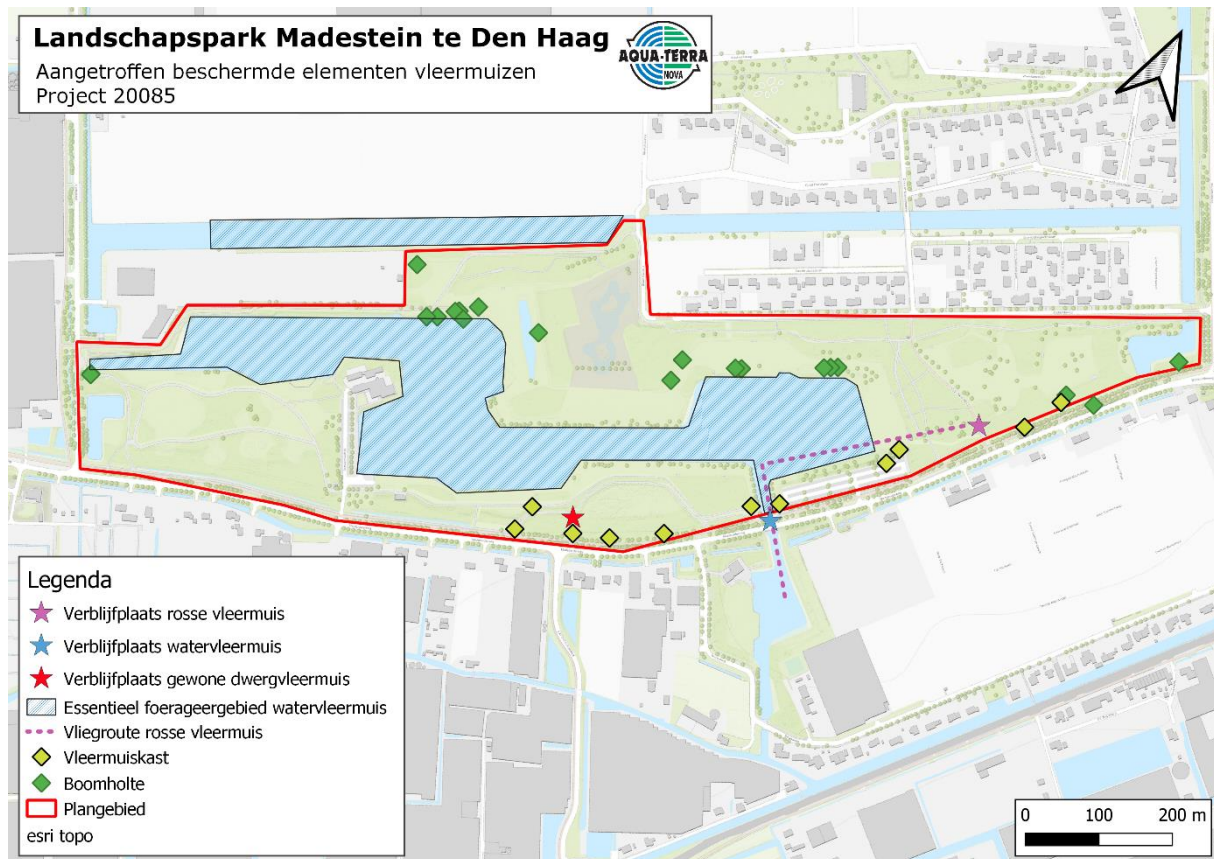 Landschapspark Madestein te Den Haag
Aangetroffen beschermde elementen vleermuizen
Project 20085
AQUA-TERRA
NOVA
Legenda
Verblijfplaats rosse vleermuis
Verblijfplaats watervleermuis
Verblijfplaats gewone dwergvleermuis
Essentieel foerageergebied watervleermuis
Vliegroute rosse vleermuis
Vleermuiskast
Boomholte
Plangebied
esri topo
0 100 200 m